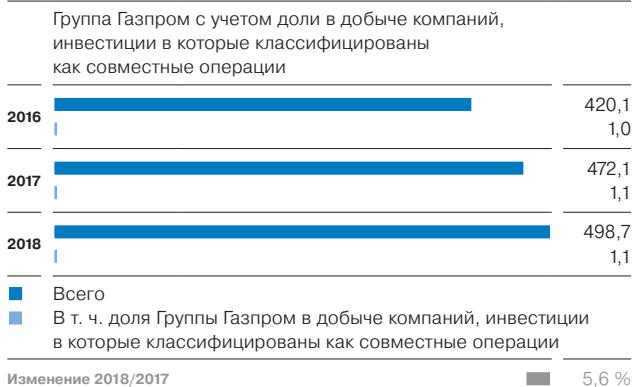 Группа Газпром с учетом доли в добыче компаний,
инвестиции в которые классифицированы
как совместные операции
2016
420,1
1,0
2017
472,1
1,1
2018
498,7
1,1
Всего
В т. ч. доля Группы Газпром в добыче компаний, инвестиции
в которые классифицированы как совместные операции
Изменение 2018/2017 5,6 %